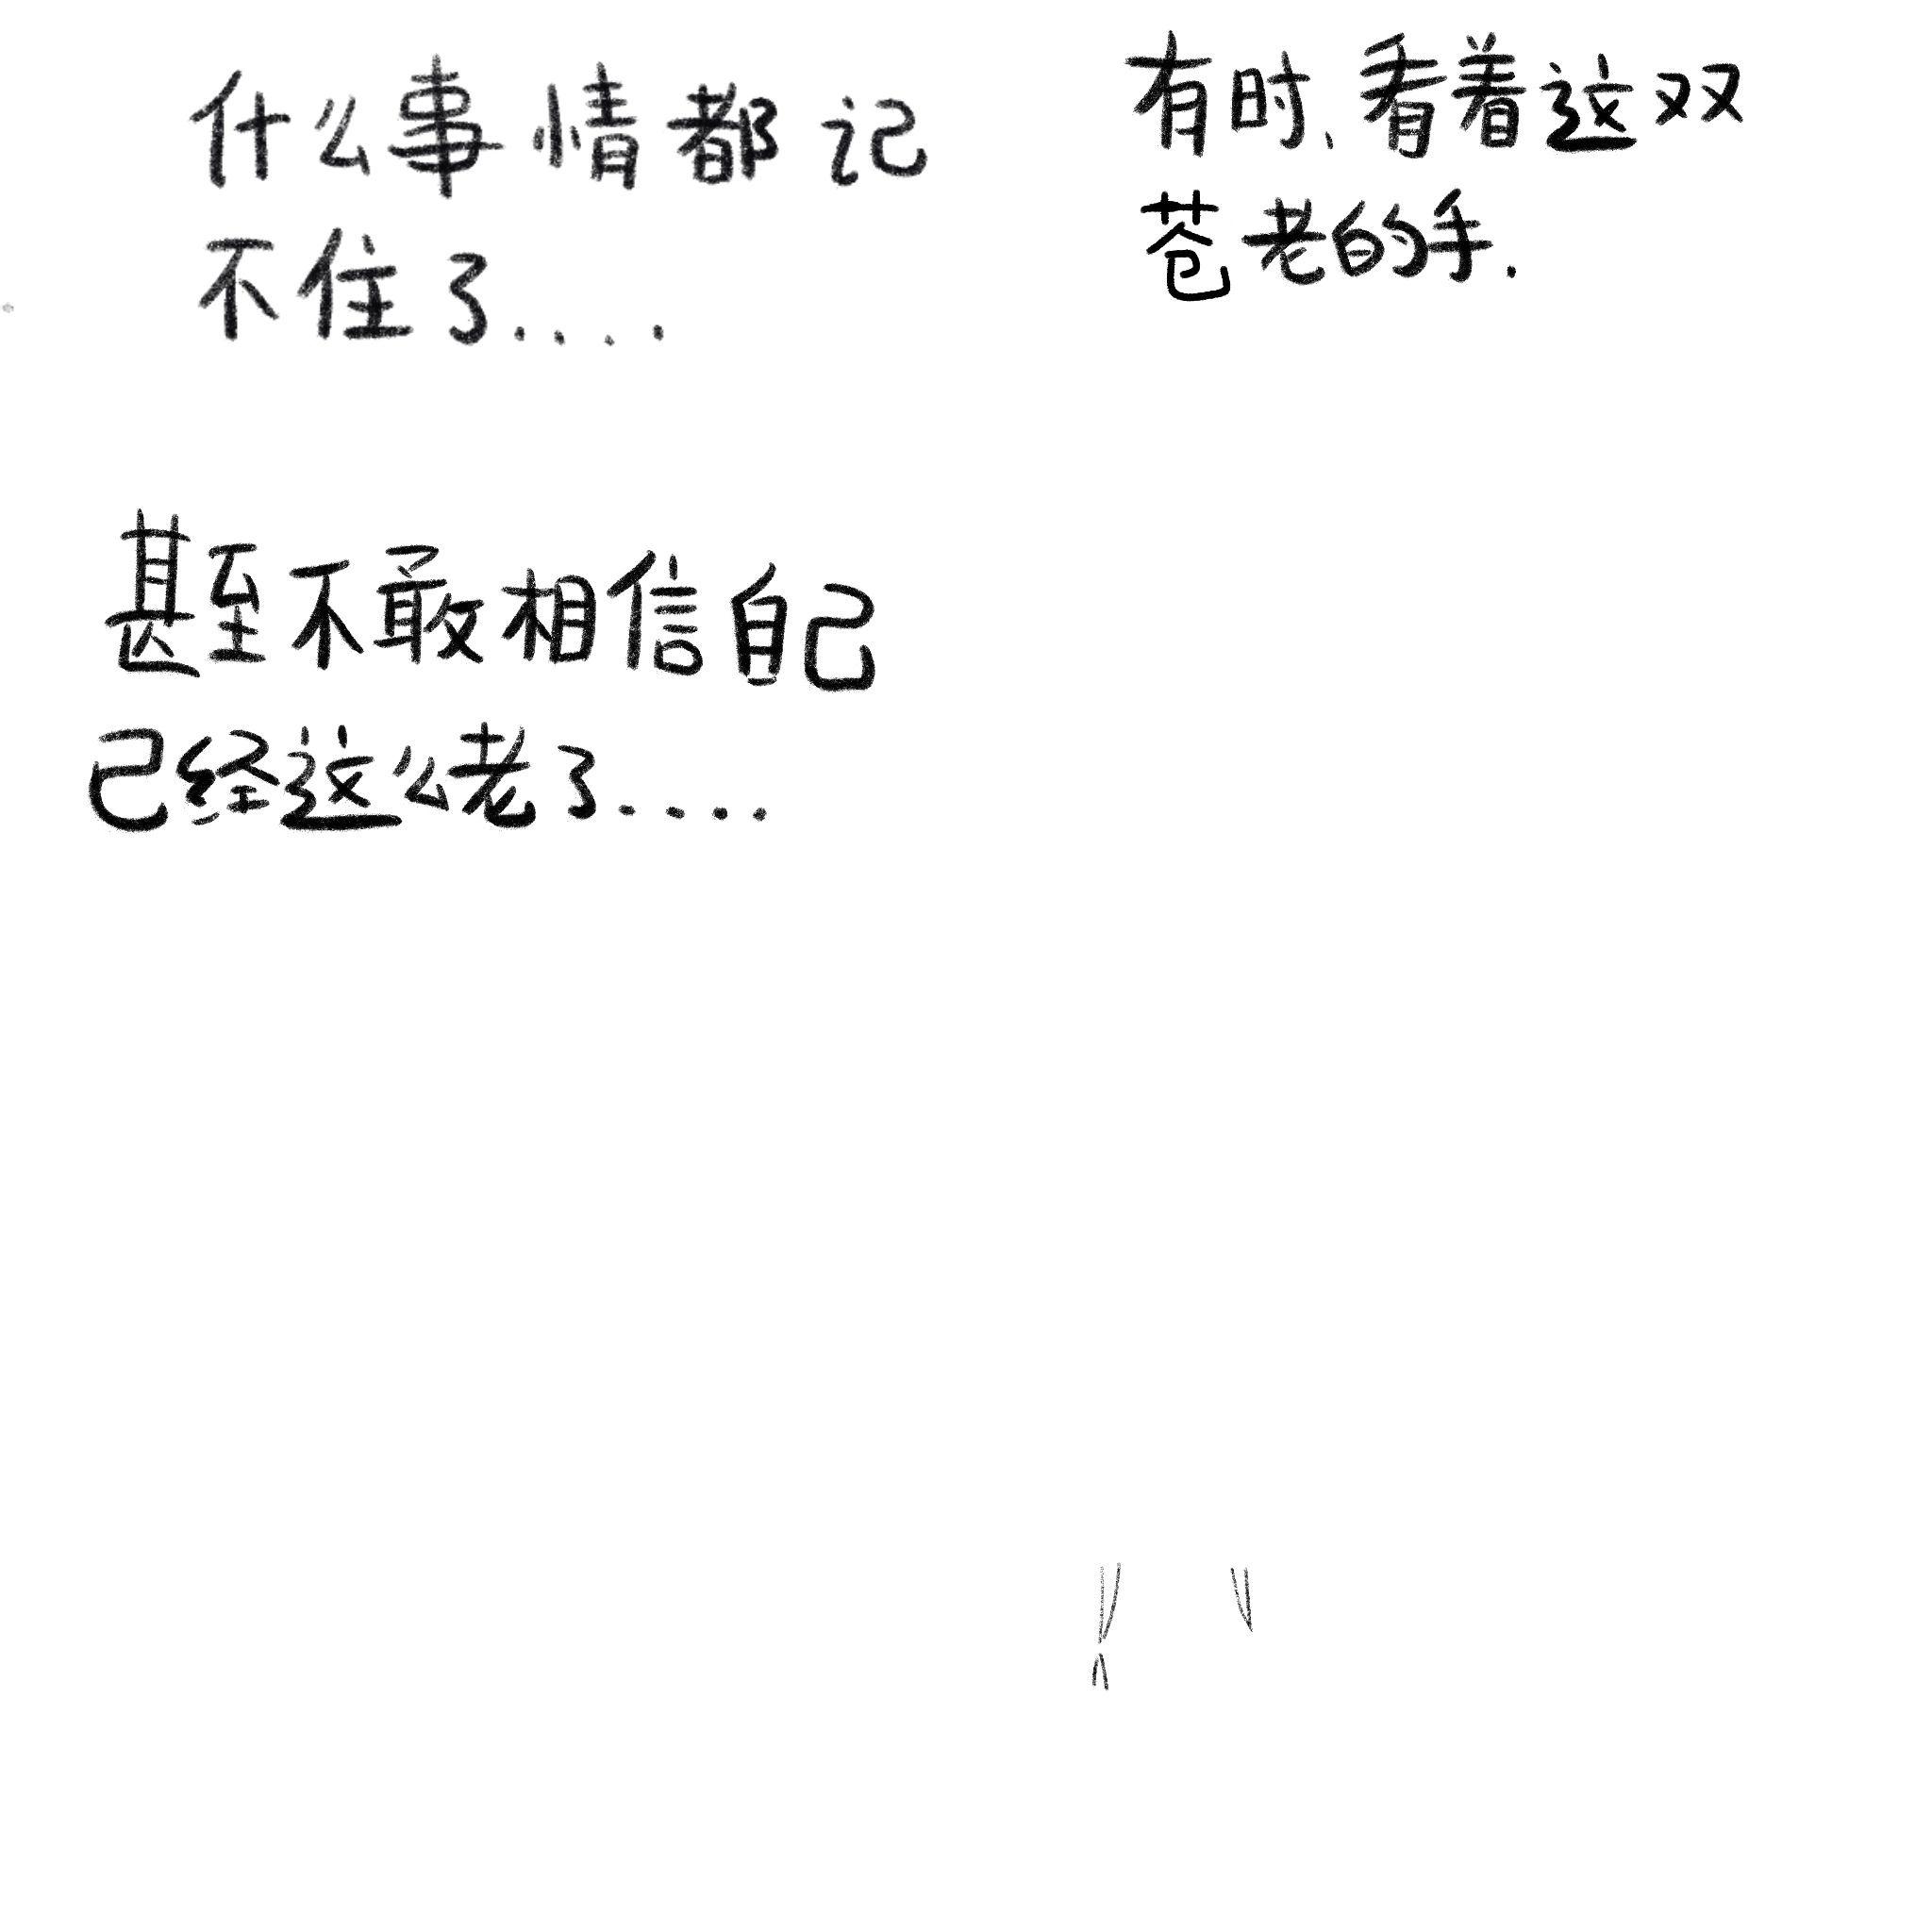 什么事情都记
不住了....
有时、看着这双
苍老的手.
甚至不敢相信自己
己经这么老了....